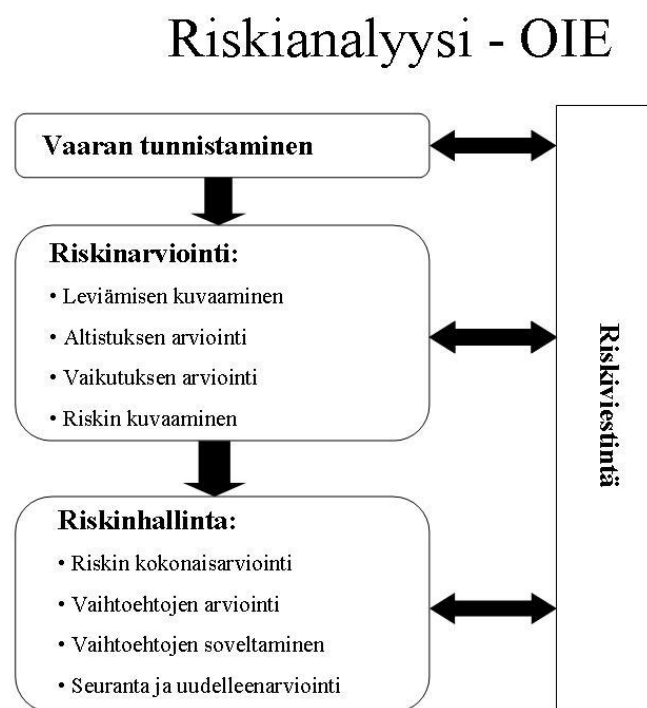 Riskianalyysi - OIE
Vaaran tunnistaminen
Riskinarviointi:
• Leviämisen kuvaaminen
• Altistuksen arviointi
• Vaikutuksen arviointi
• Riskin kuvaaminen
Riskinhallinta:
• Riskin kokonaisarviointi
• Vaihtoehtojen arviointi
• Vaihtoehtojen soveltaminen
• Seuranta ja uudelleenarviointi
Riskiviestintä